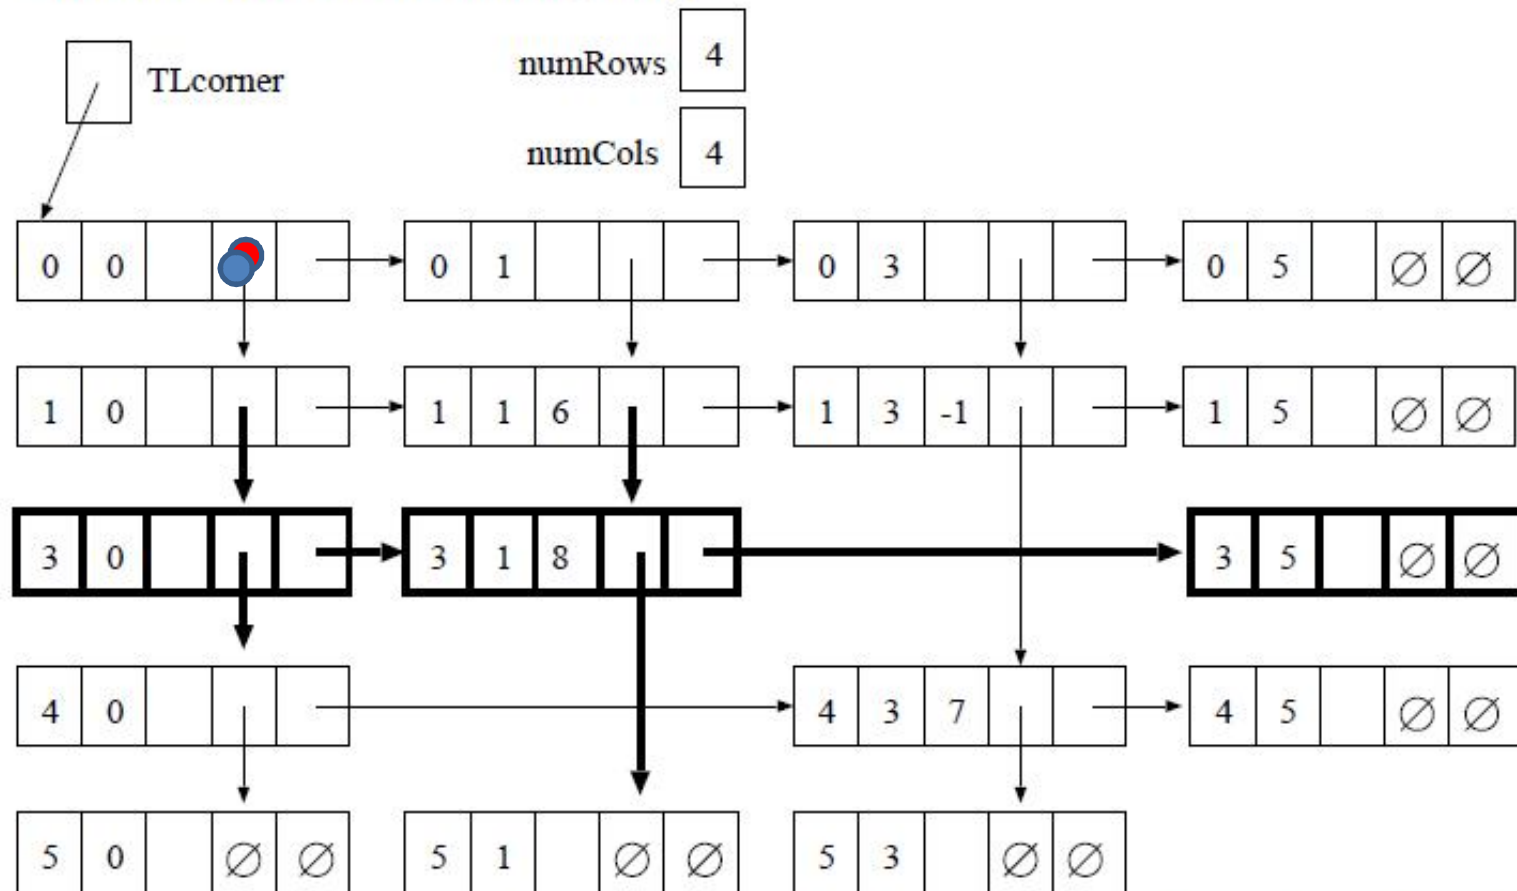 TLcorner
numRows 4
numCols 4
0 0 0 1 0 3 0 5 ∅ ∅
1 0 1 1 6 1 3 -1 1 5 ∅ ∅
3 0 3 1 8 3 5 ∅ ∅
4 0 4 3 7 4 5 ∅ ∅
5 0 ∅ ∅ 5 1 ∅ ∅ 5 3 ∅ ∅